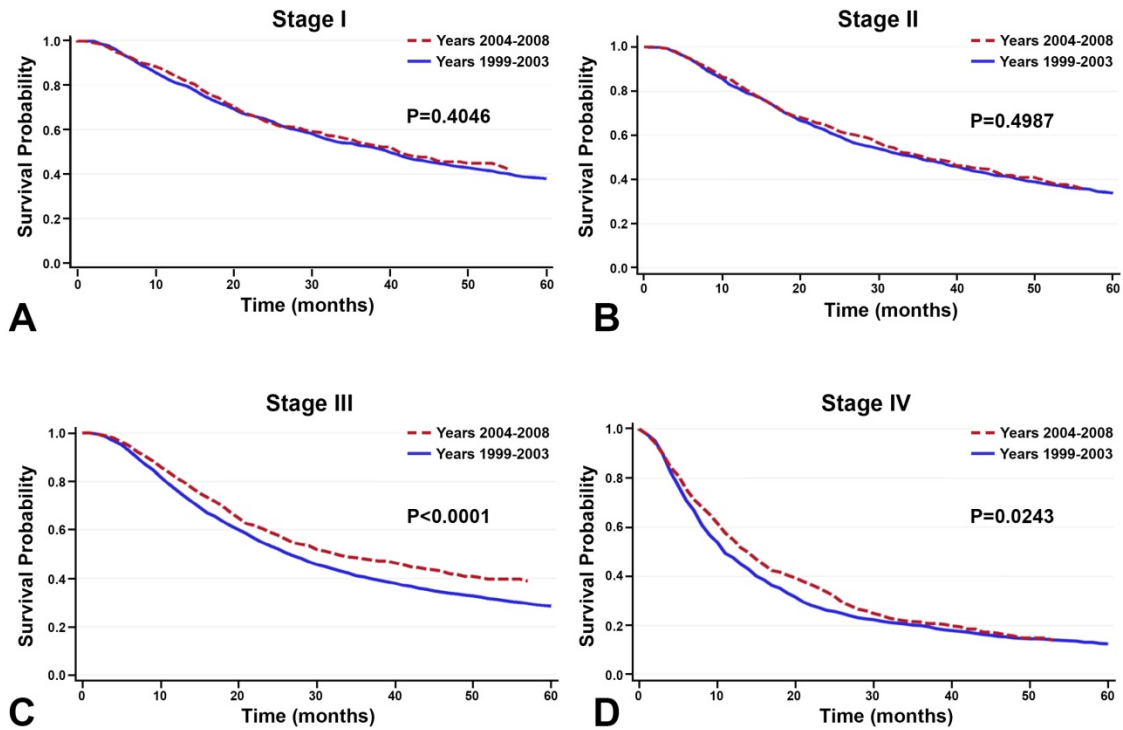 Stage I
Years 2004-2008
Years 1999-2003
P=0.4046
Survival Probability
1.0
0.8
0.6
0.4
0.2
0.0
0 10 20 30 40 50 60
Time (months)
A
Stage II
Years 2004-2008
Years 1999-2003
P=0.4987
Survival Probability
1.0
0.8
0.6
0.4
0.2
0.0
0 10 20 30 40 50 60
Time (months)
B
Stage III
Years 2004-2008
Years 1999-2003
P<0.0001
Survival Probability
1.0
0.8
0.6
0.4
0.2
0.0
0 10 20 30 40 50 60
Time (months)
C
Stage IV
Years 2004-2008
Years 1999-2003
P=0.0243
Survival Probability
1.0
0.8
0.6
0.4
0.2
0.0
0 10 20 30 40 50 60
Time (months)
D